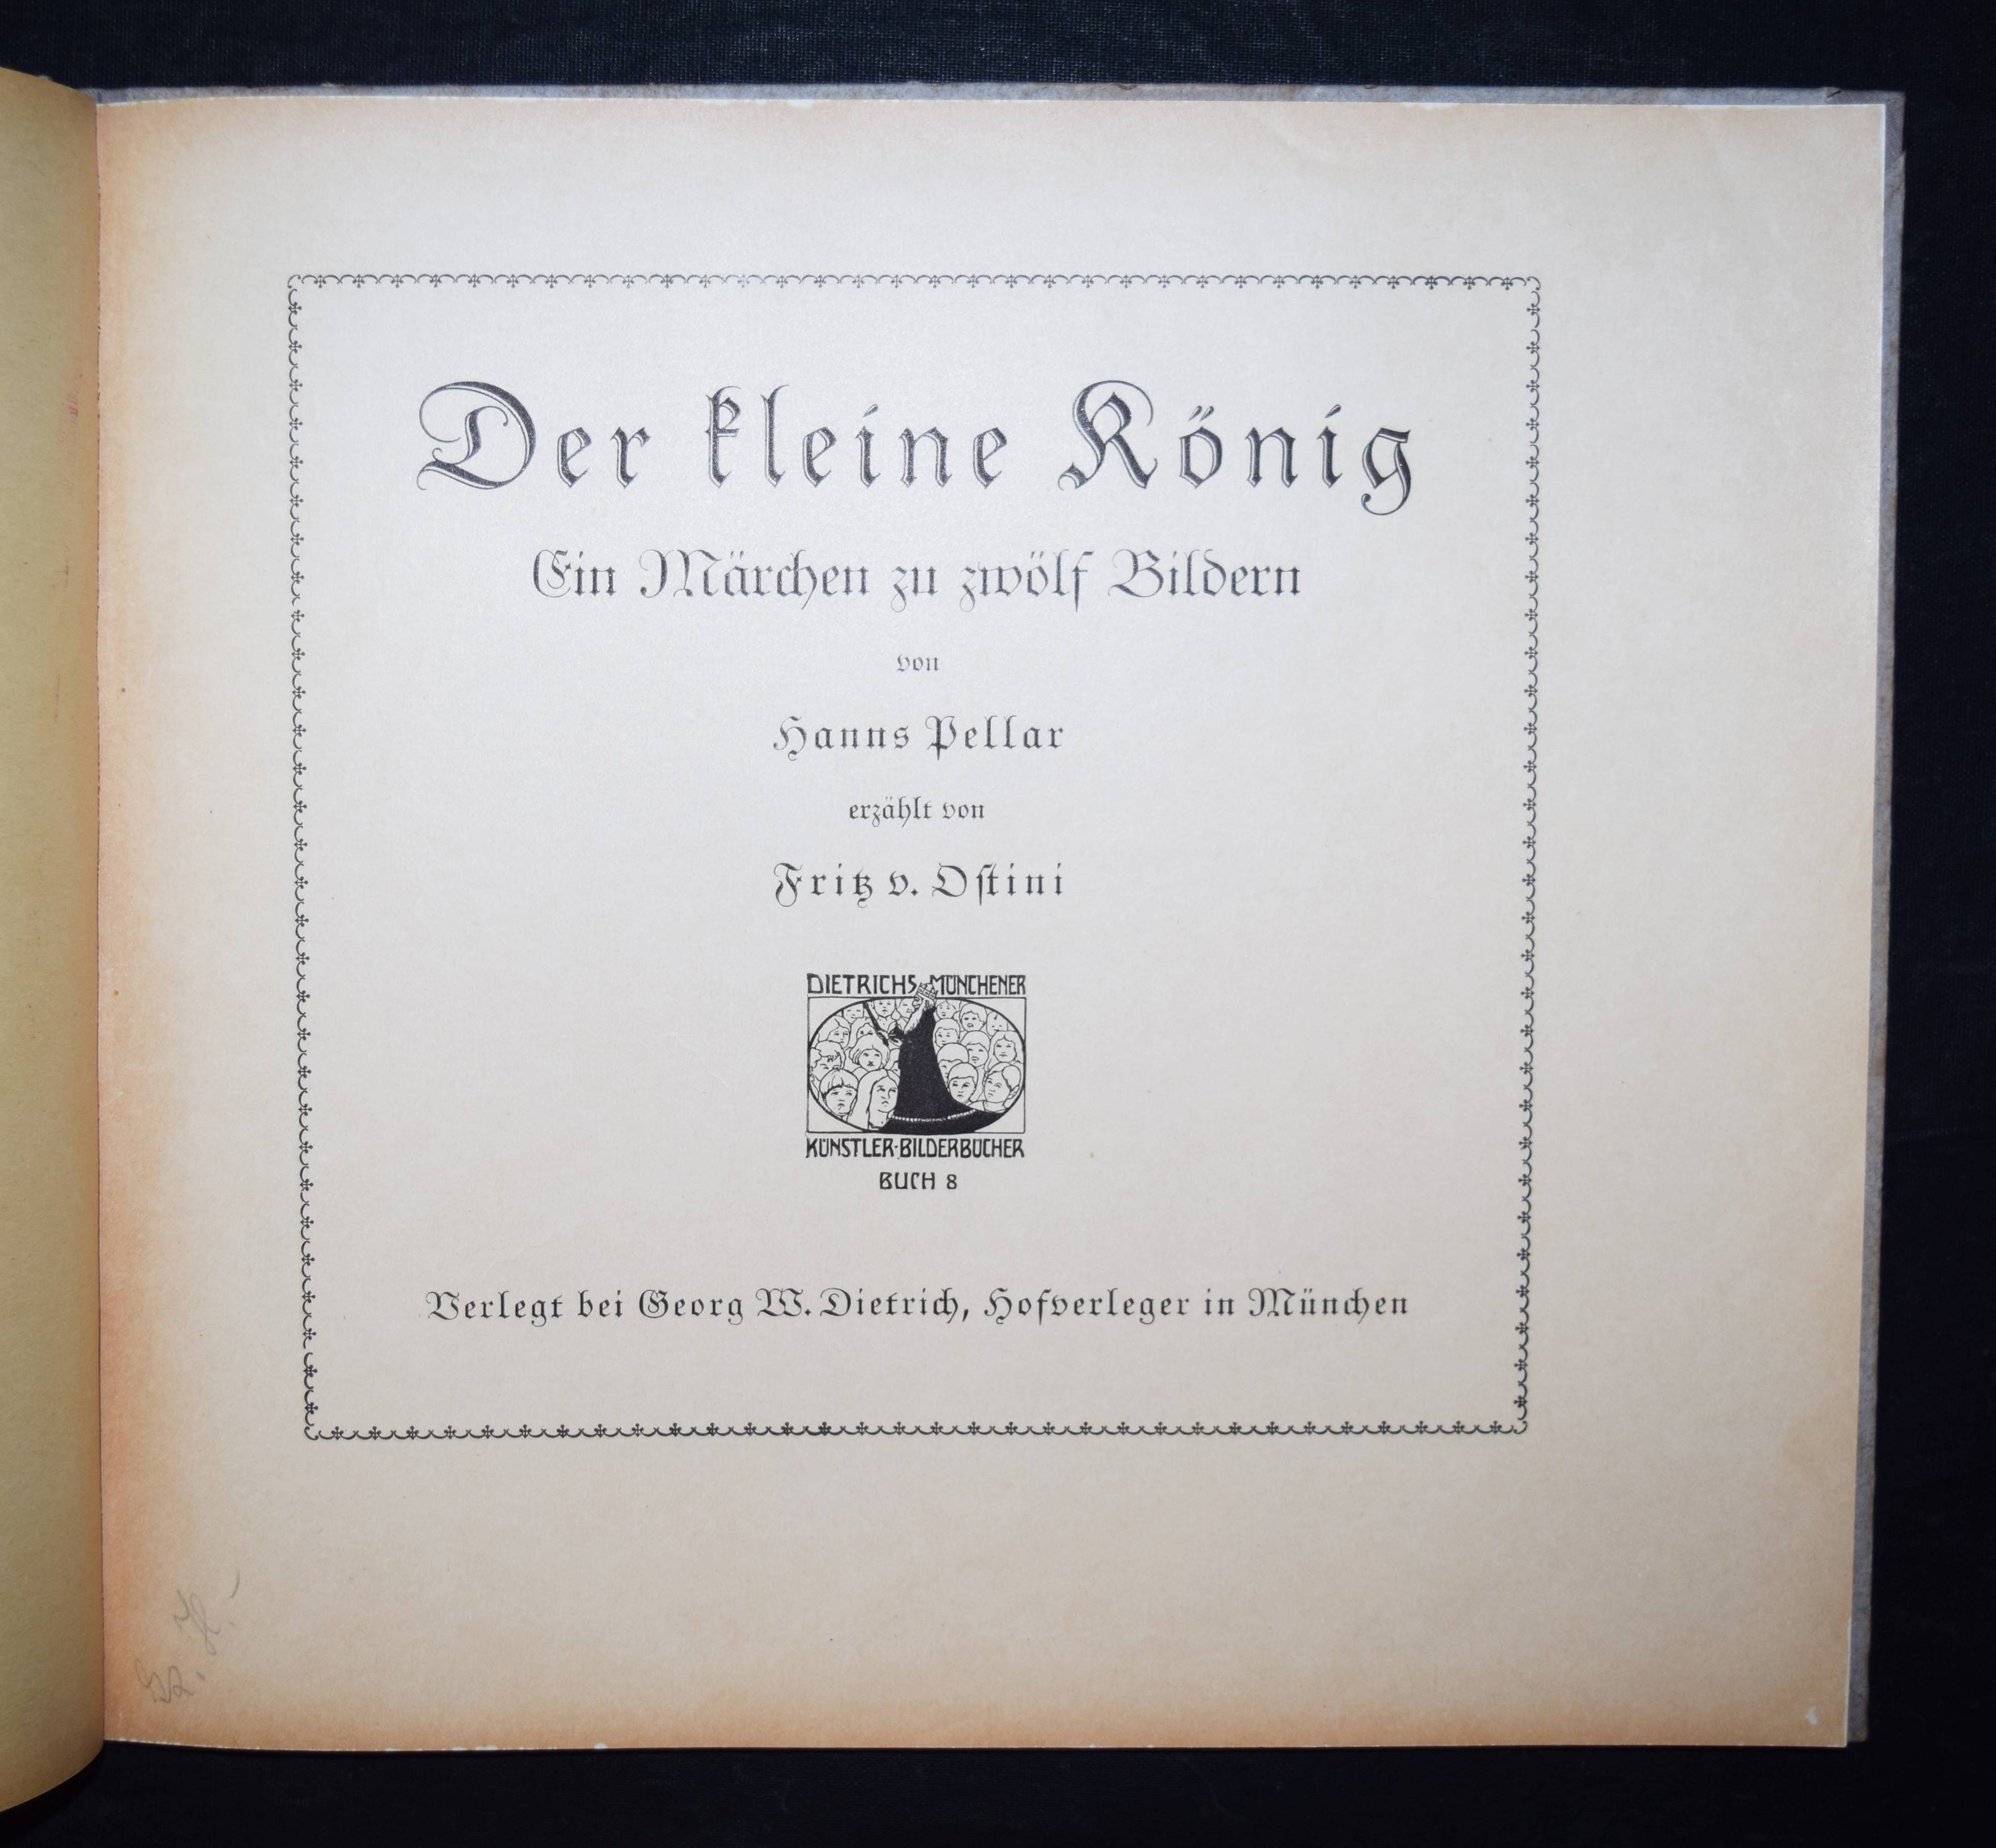 Der kleine König
Ein Märchen zu zwölf Bildern
von
Hanns Pellar
erzählt von
Fritz v. Ostini
DIETRICHS MÜNCHENER
KÜNSTLER·BILDERBÜCHER
BUCH 8
Verlegt bei Georg W. Dietrich, Hofverleger in München